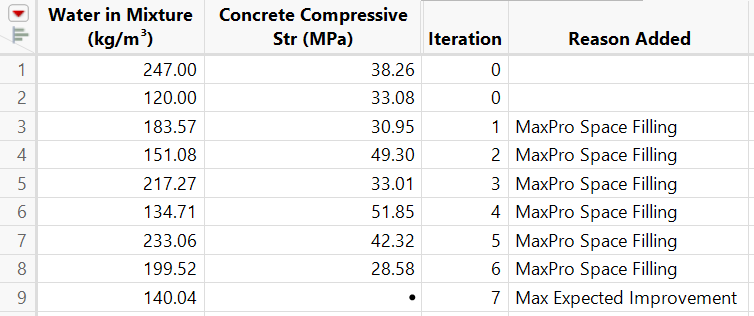 Water in Mixture Concrete Compressive
(kg/m³) Str (MPa) Iteration Reason Added
1 247.00 38.26 0
2 120.00 33.08 0
3 183.57 30.95 1 MaxPro Space Filling
4 151.08 49.30 2 MaxPro Space Filling
5 217.27 33.01 3 MaxPro Space Filling
6 134.71 51.85 4 MaxPro Space Filling
7 233.06 42.32 5 MaxPro Space Filling
8 199.52 28.58 6 MaxPro Space Filling
9 140.04 • 7 Max Expected Improvement